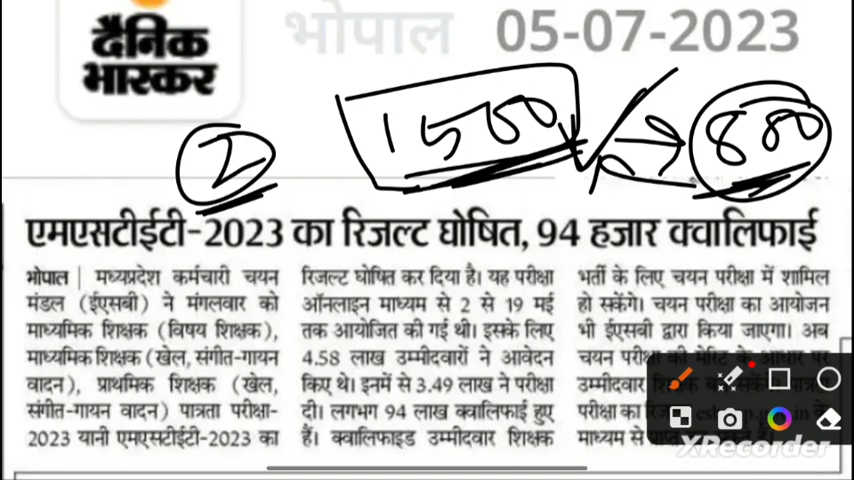 दैनिक
भास्कर
भोपाल 05-07-2023
2
1500
800
एमएसटीईटी-2023 का रिजल्ट घोषित, 94 हजार क्वालिफाई
भोपाल | मध्यप्रदेश कर्मचारी चयन
मंडल (ईएसबी) ने मंगलवार को
माध्यमिक शिक्षक (विषय शिक्षक),
माध्यमिक शिक्षक (खेल,
संगीत-गायन
वादन), प्राथमिक शिक्षक (खेल,
संगीत-गायन वादन) पात्रता परीक्षा-
2023 यानी एमएसटीईटी-2023 का
रिजल्ट घोषित कर दिया है। यह परीक्षा
ऑनलाइन माध्यम से 2 से 19 मई
तक आयोजित की गई थी। इसके लिए
4.58 लाख उम्मीदवारों ने आवेदन
किए थे। इनमें से 3.49 लाख ने परीक्षा
दी। लगभग 94 लाख क्वालिफाई हुए
हैं। क्वालिफाइड उम्मीदवार शिक्षक
भर्ती के लिए चयन परीक्षा में शामिल
हो सकेंगे। चयन परीक्षा का आयोजन
भी ईएसबी द्वारा किया जाएगा। अब
चयन परीक्षा की मेरिट के आधार पर
उम्मीदवार
परीक्षा का
माध्यम से
XRecorder